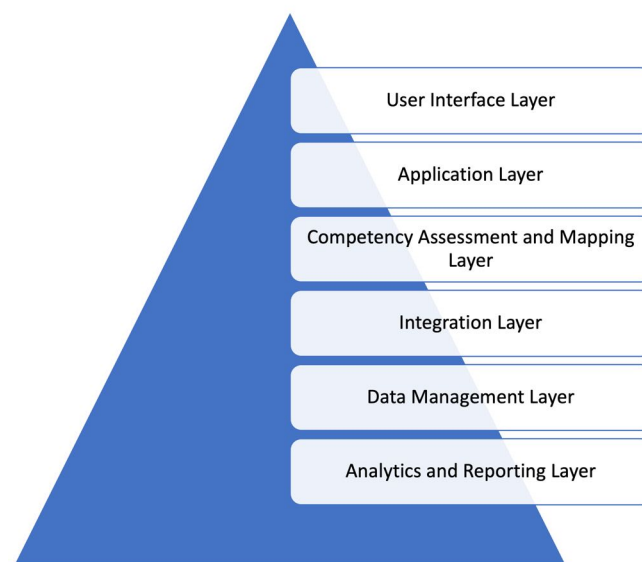 User Interface Layer
Application Layer
Competency Assessment and Mapping
Layer
Integration Layer
Data Management Layer
Analytics and Reporting Layer